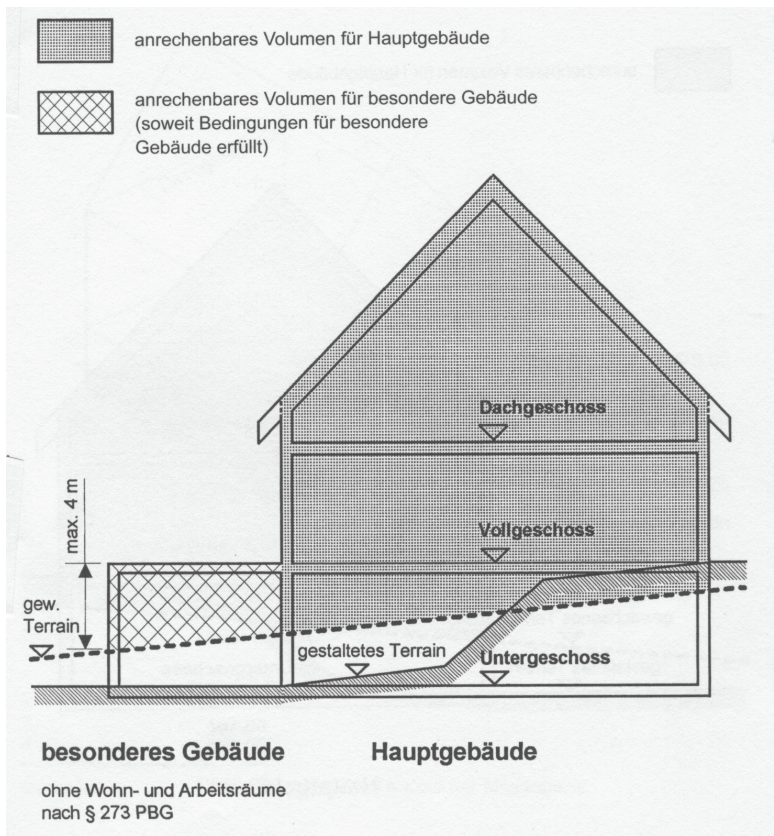 anrechenbares Volumen für Hauptgebäude
anrechenbares Volumen für besondere Gebäude
(soweit Bedingungen für besondere
Gebäude erfüllt)
Dachgeschoss
max. 4 m
Vollgeschoss
gew.
Terrain
gestaltetes Terrain
Untergeschoss
besonderes Gebäude
Hauptgebäude
ohne Wohn- und Arbeitsräume
nach § 273 PBG